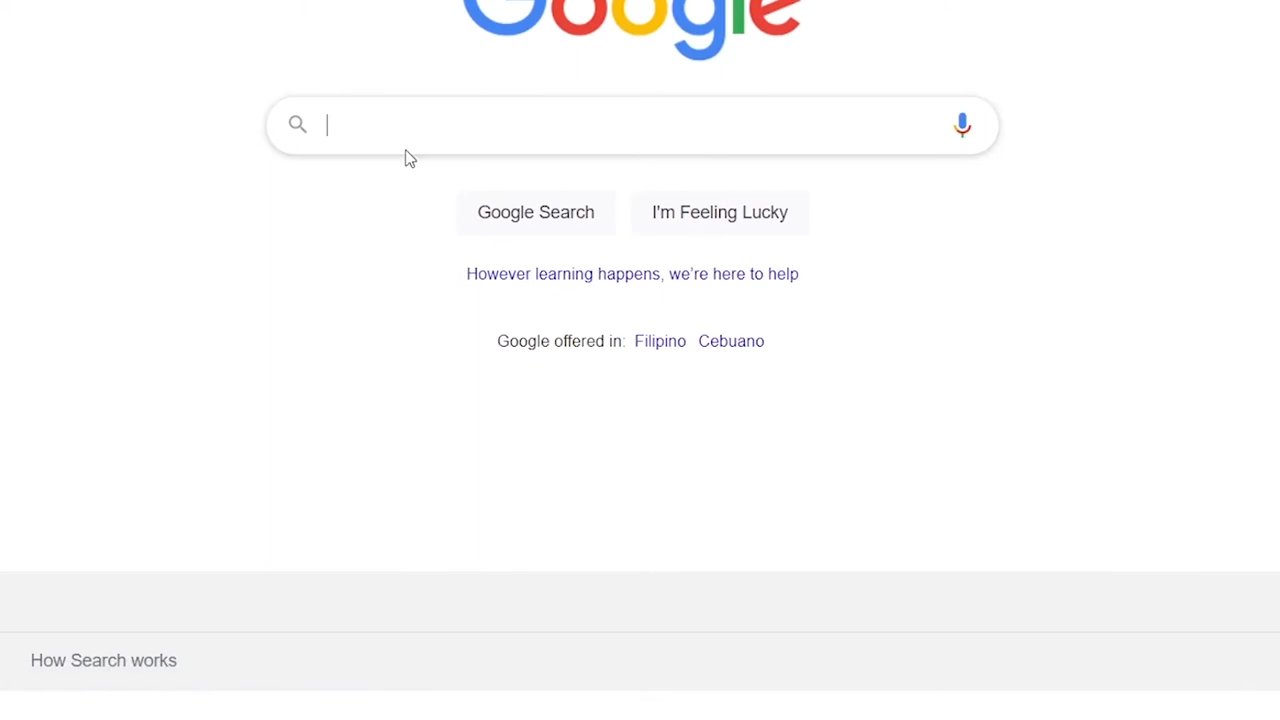 Google
Google Search
I'm Feeling Lucky
However learning happens, we're here to help
Google offered in: Filipino Cebuano
How Search works